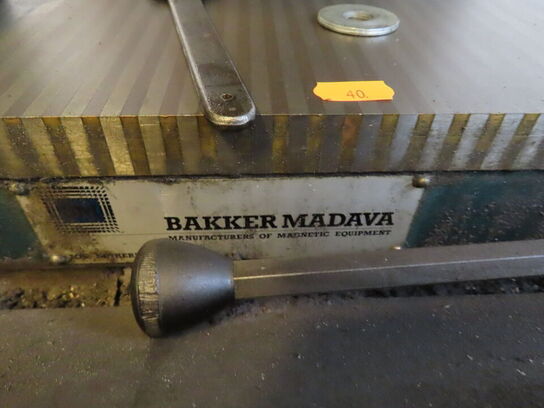 40.
BAKKER MADAVA
MANUFACTURERS OF MAGNETIC EQUIPMENT